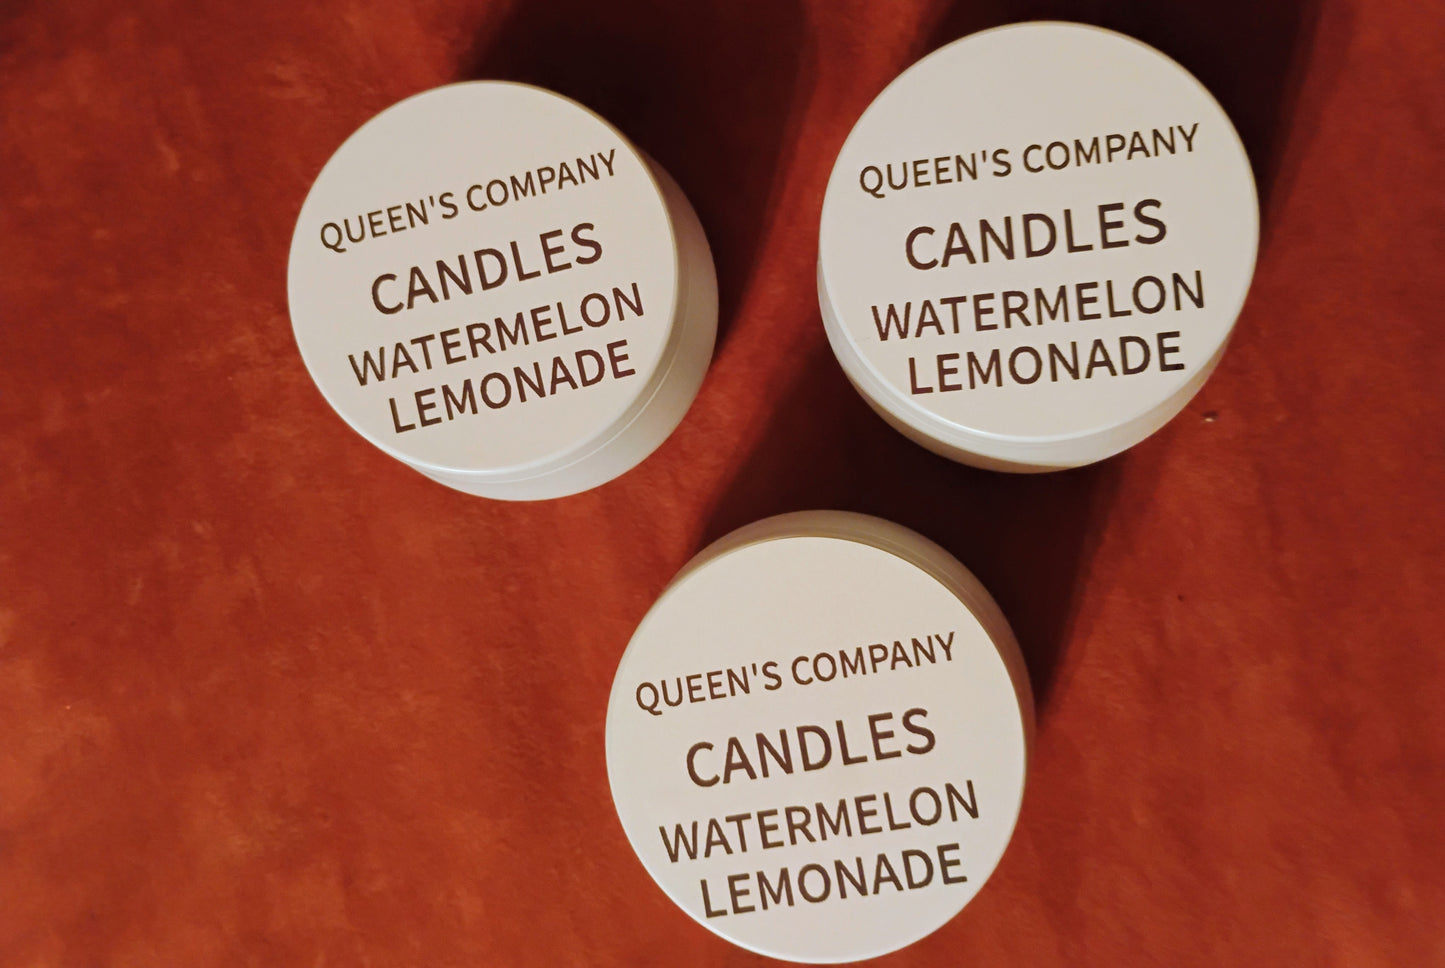 QUEEN'S COMPANY
CANDLES
WATERMELON
LEMONADE
QUEEN'S COMPANY
CANDLES
WATERMELON
LEMONADE
QUEEN'S COMPANY
CANDLES
WATERMELON
LEMONADE